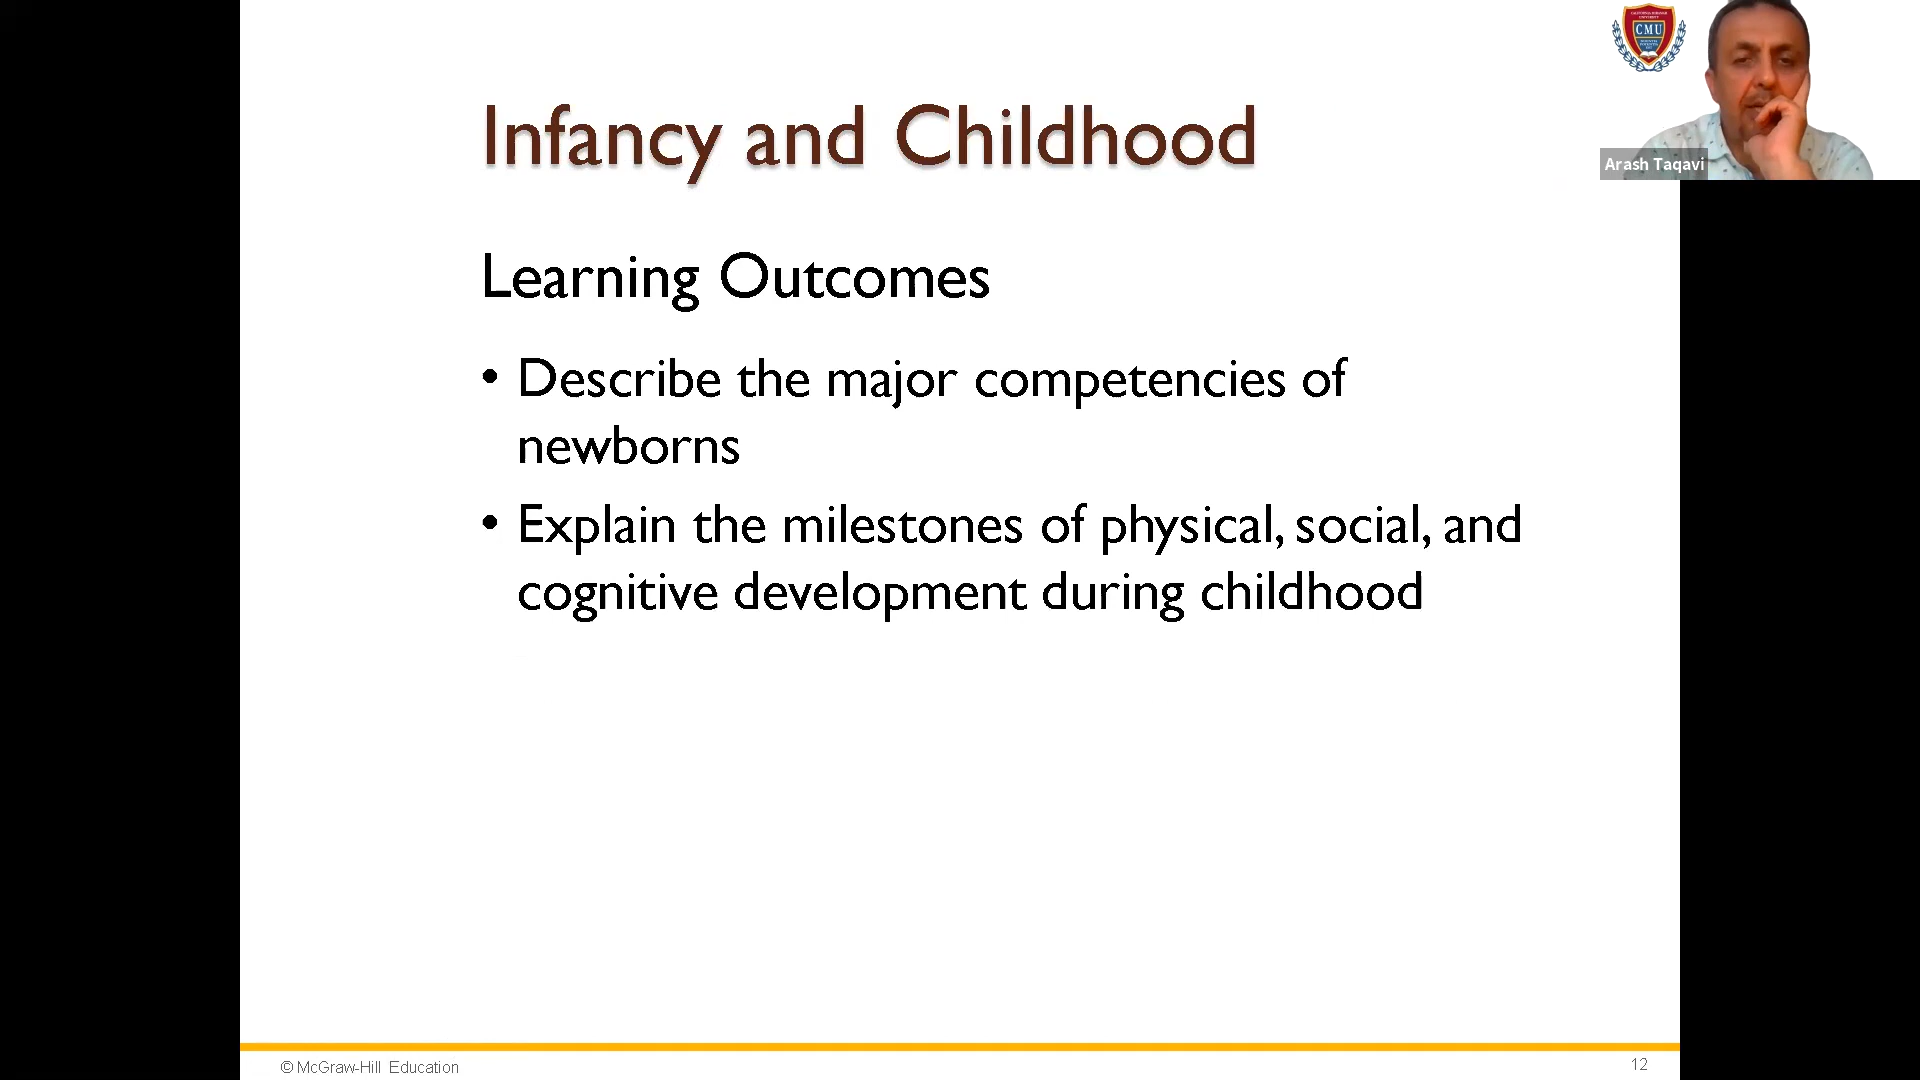 CMU
Infancy and Childhood
Arash Taqavi
Learning Outcomes
• Describe the major competencies of
newborns
• Explain the milestones of physical, social, and
cognitive development during childhood
© McGraw-Hill Education
12